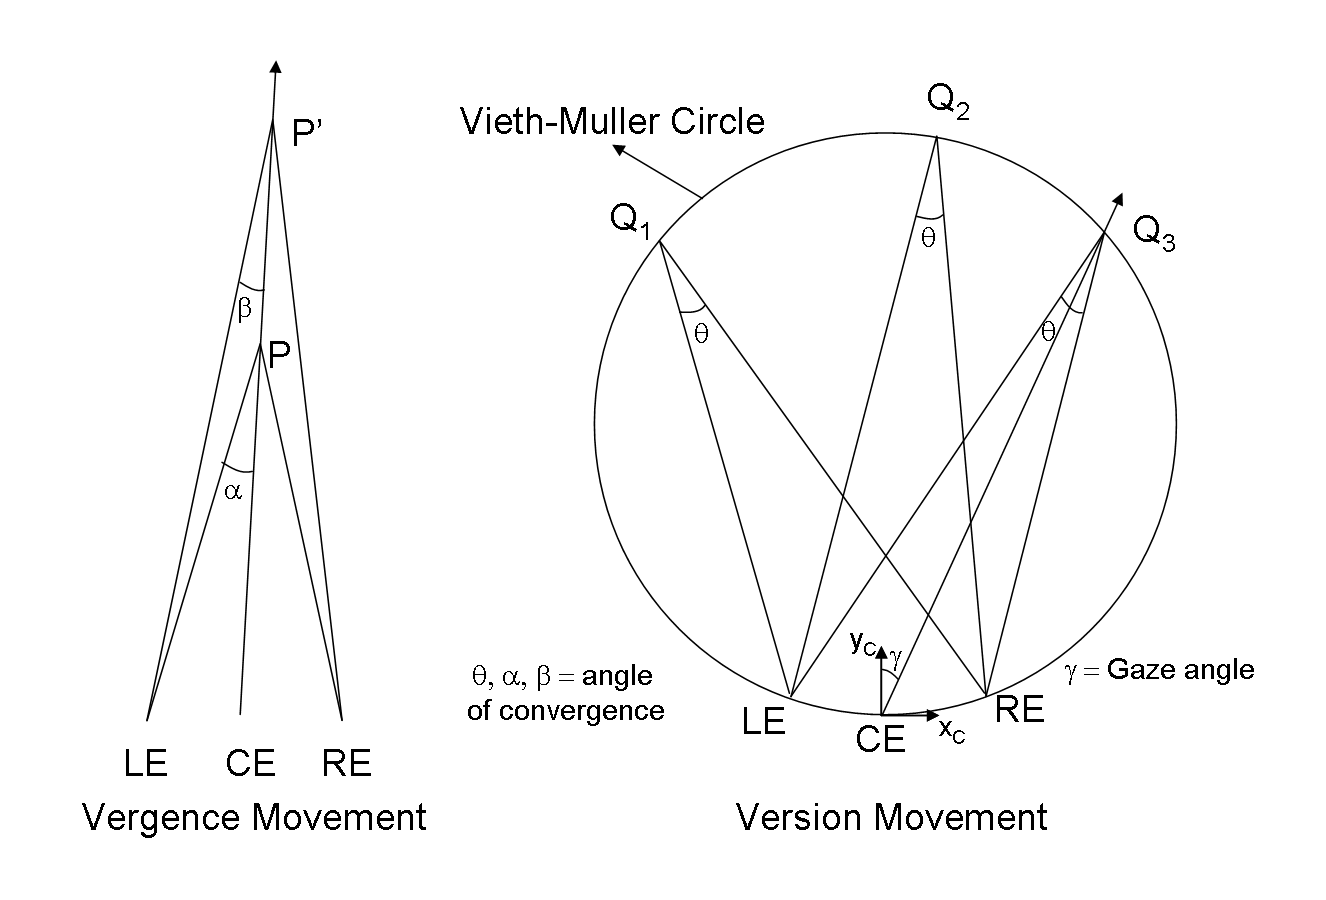 P’
β
P
α
LE CE RE
Vergence Movement
Vieth-Muller Circle
Q2
Q1
Q3
θ
θ
θ
yC
γ
xC
LE
CE
RE
θ, α, β = angle
of convergence
γ = Gaze angle
Version Movement